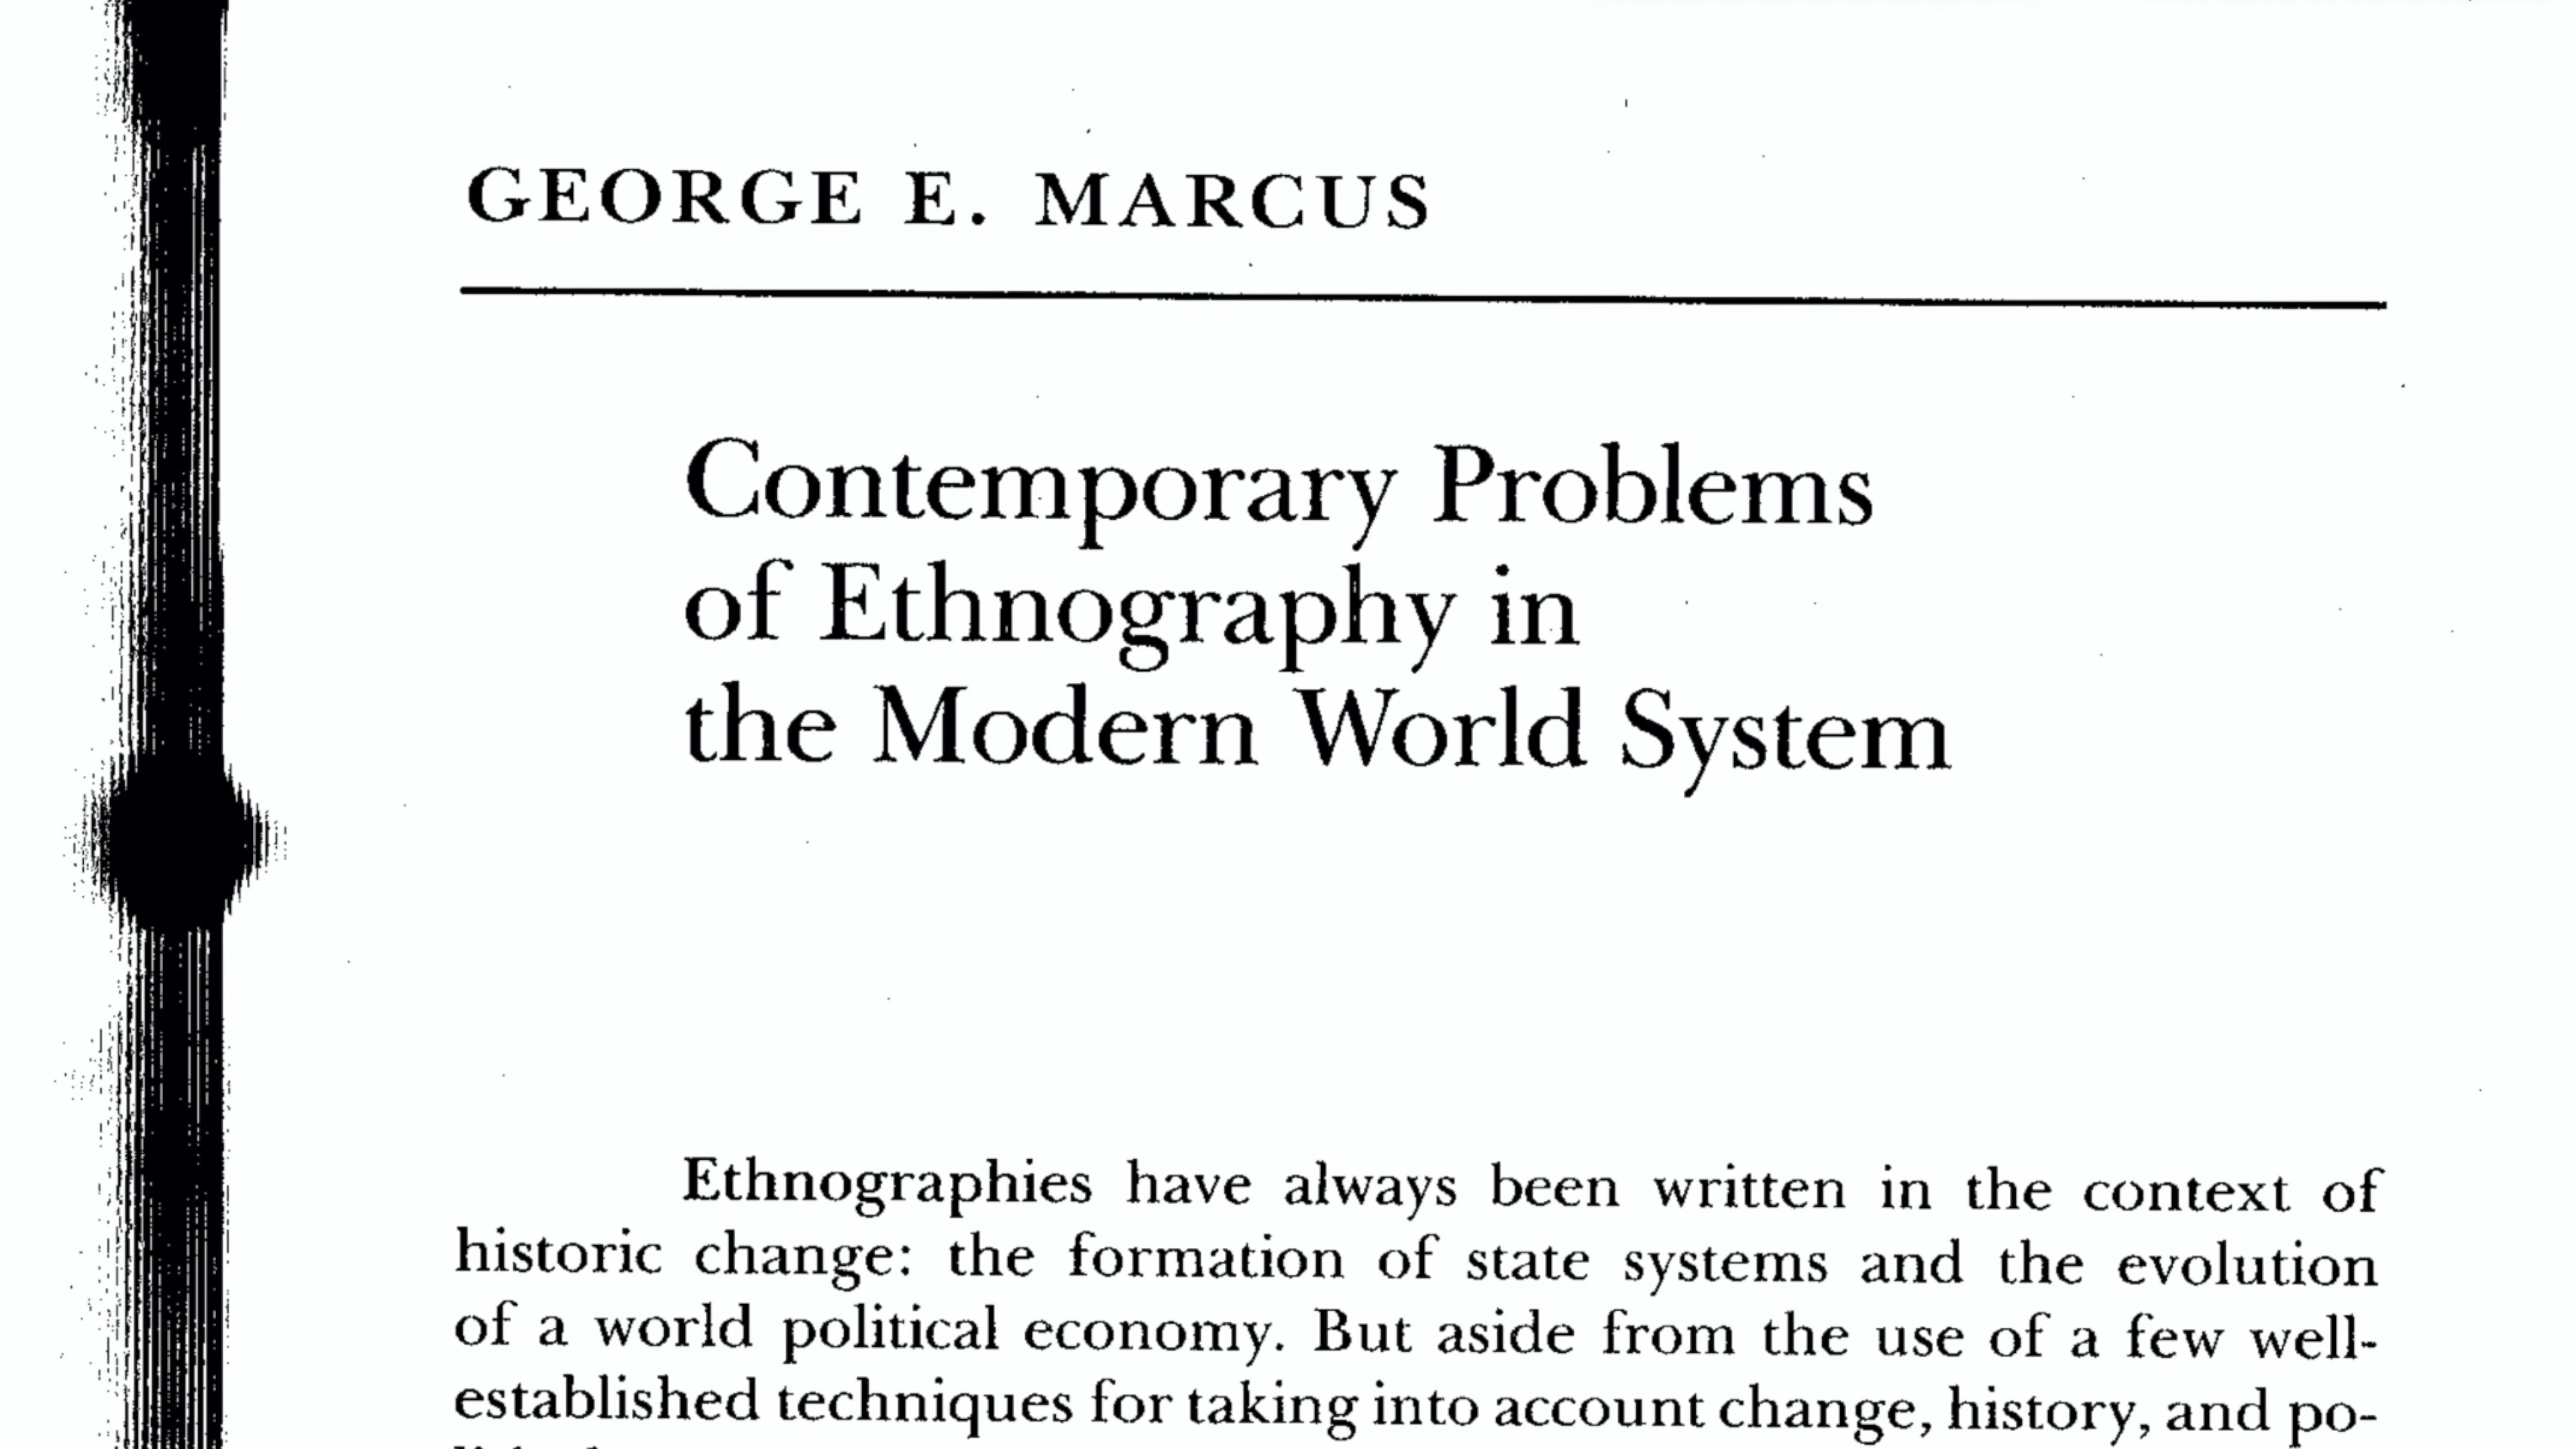 GEORGE E. MARCUS
Contemporary Problems
of Ethnography in
the Modern World System
Ethnographies have always been written in the context of
historic change: the formation of state systems and the evolution
of a world political economy. But aside from the use of a few well-
established techniques for taking into account change, history, and po-